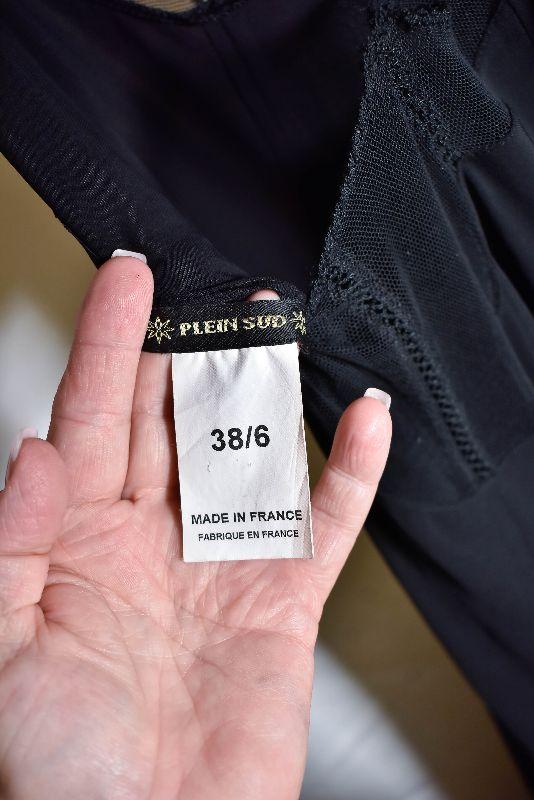 PLEIN SUD
38/6
MADE IN FRANCE
FABRIQUE EN FRANCE